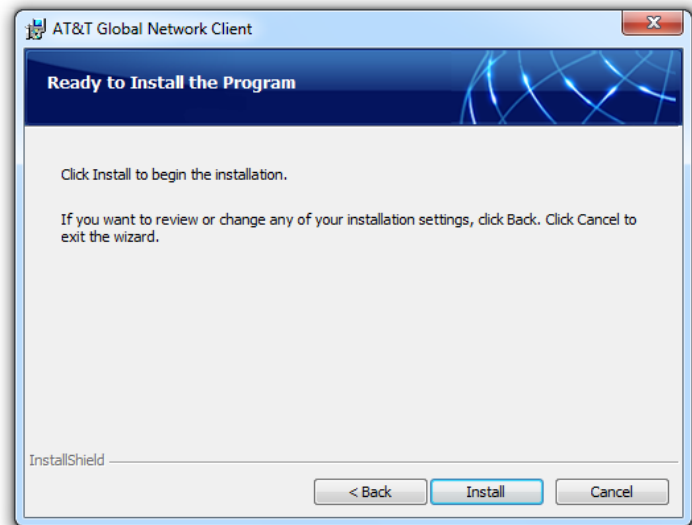 AT&T Global Network Client
Ready to Install the Program
Click Install to begin the installation.
If you want to review or change any of your installation settings, click Back. Click Cancel to
exit the wizard.
InstallShield
< Back
Install
Cancel